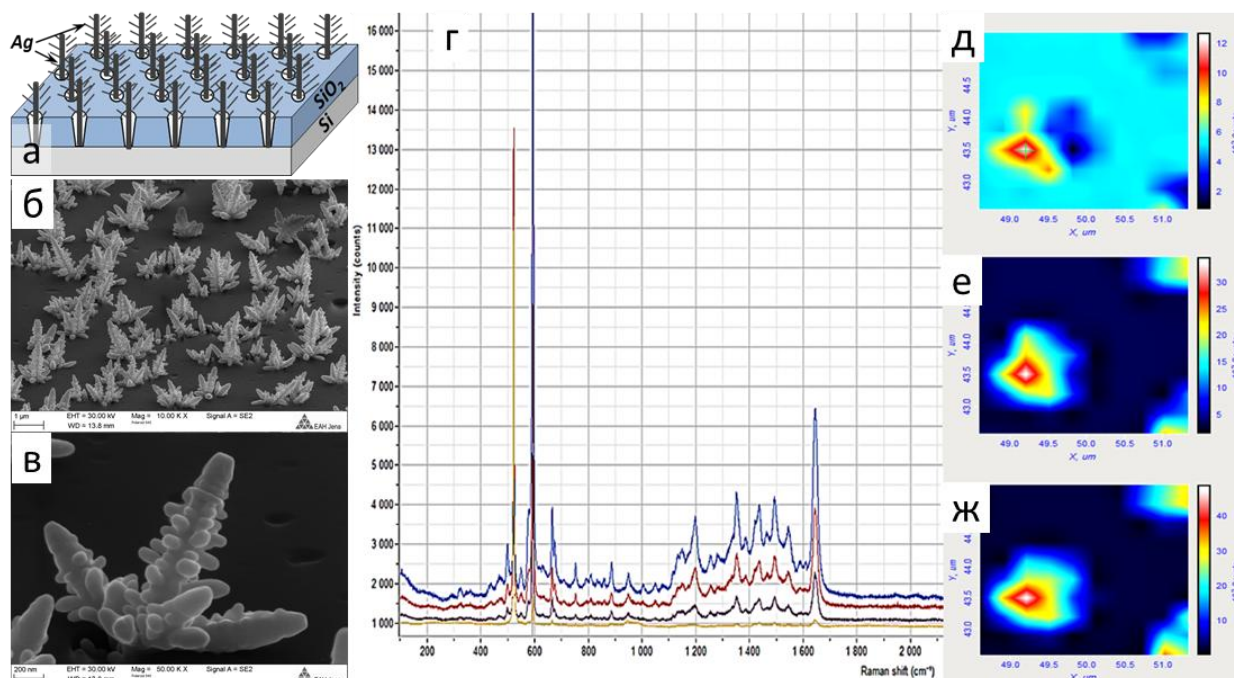 Ag
SiO₂
Si
а
б
1 µm
EHT = 30.00 kV Mag = 10.00 K X Signal A = SE2
WD = 13.8 mm
EAH Jena
в
200 nm
EHT = 30.00 kV Mag = 50.00 K X Signal A = SE2
г
Intensity (counts)
16 000
15 000
14 000
13 000
12 000
11 000
10 000
9 000
8 000
7 000
6 000
5 000
4 000
3 000
2 000
1 000
200 400 600 800 1 000 1 200 1 400 1 600 1 800 2 000
Raman shift (cm⁻¹)
д
Y, um
44.5
44.0
43.5
43.0
49.0 49.5 50.0 50.5 51.0
X, um
12
10
8
6
4
2
е
Y, um
44.0
43.5
43.0
49.0 49.5 50.0 50.5 51.0
X, um
30
25
20
15
10
5
ж
Y, um
44.0
43.5
43.0
49.0 49.5 50.0 50.5 51.0
X, um
40
30
20
10